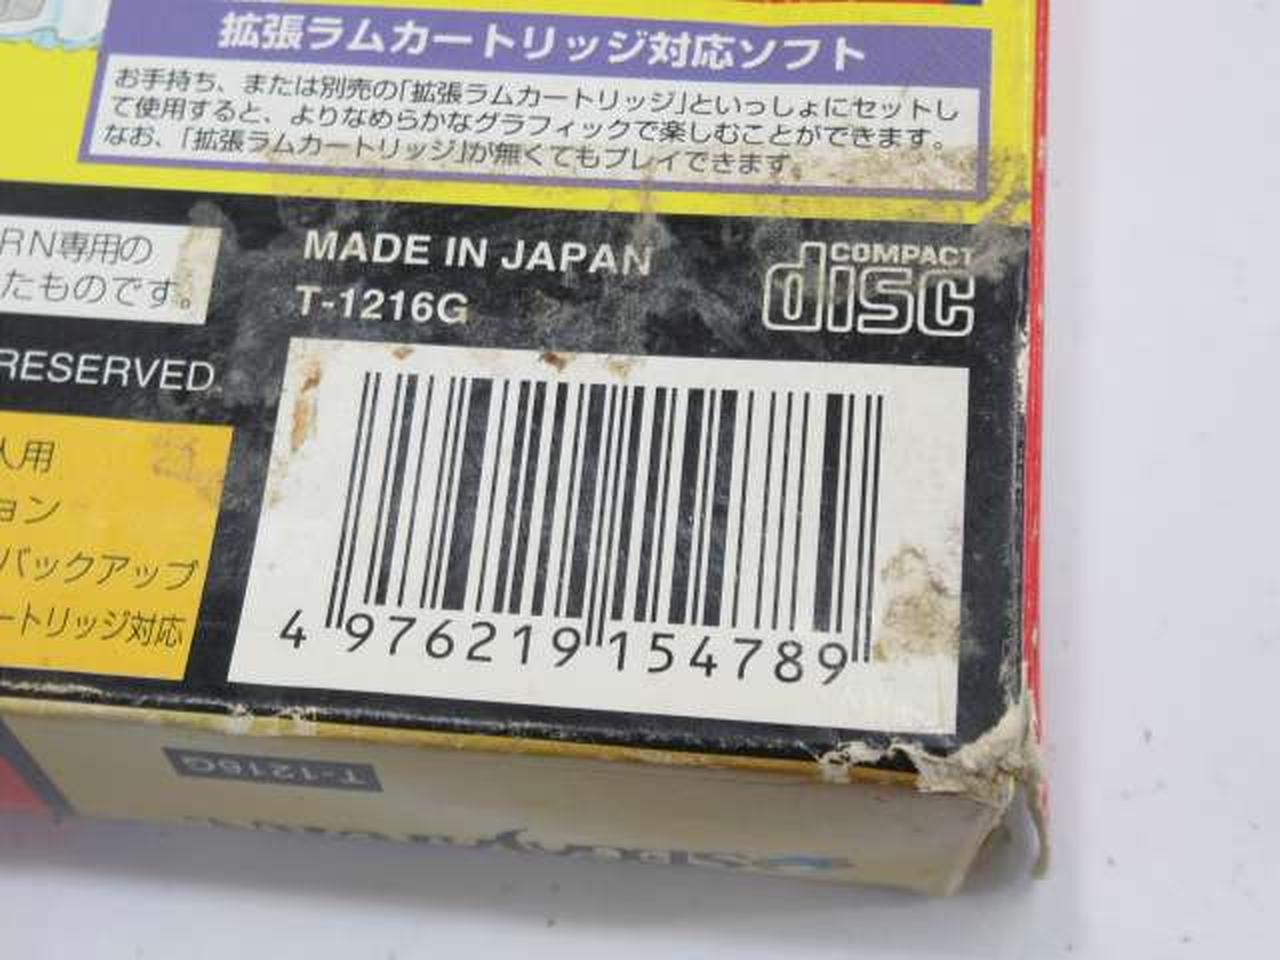 拡張ラムカートリッジ対応ソフト
お手持ち、または別売の「拡張ラムカートリッジ」といっしょにセットし
て使用すると、よりなめらかなグラフィックで楽しむことができます。
なお、「拡張ラムカートリッジ」が無くてもプレイできます。
RN専用の
たものです。
MADE IN JAPAN
T-1216G
COMPACT
disc
RESERVED
人用
ョン
バックアップ
ートリッジ対応
4 976219 154789
T-1216G